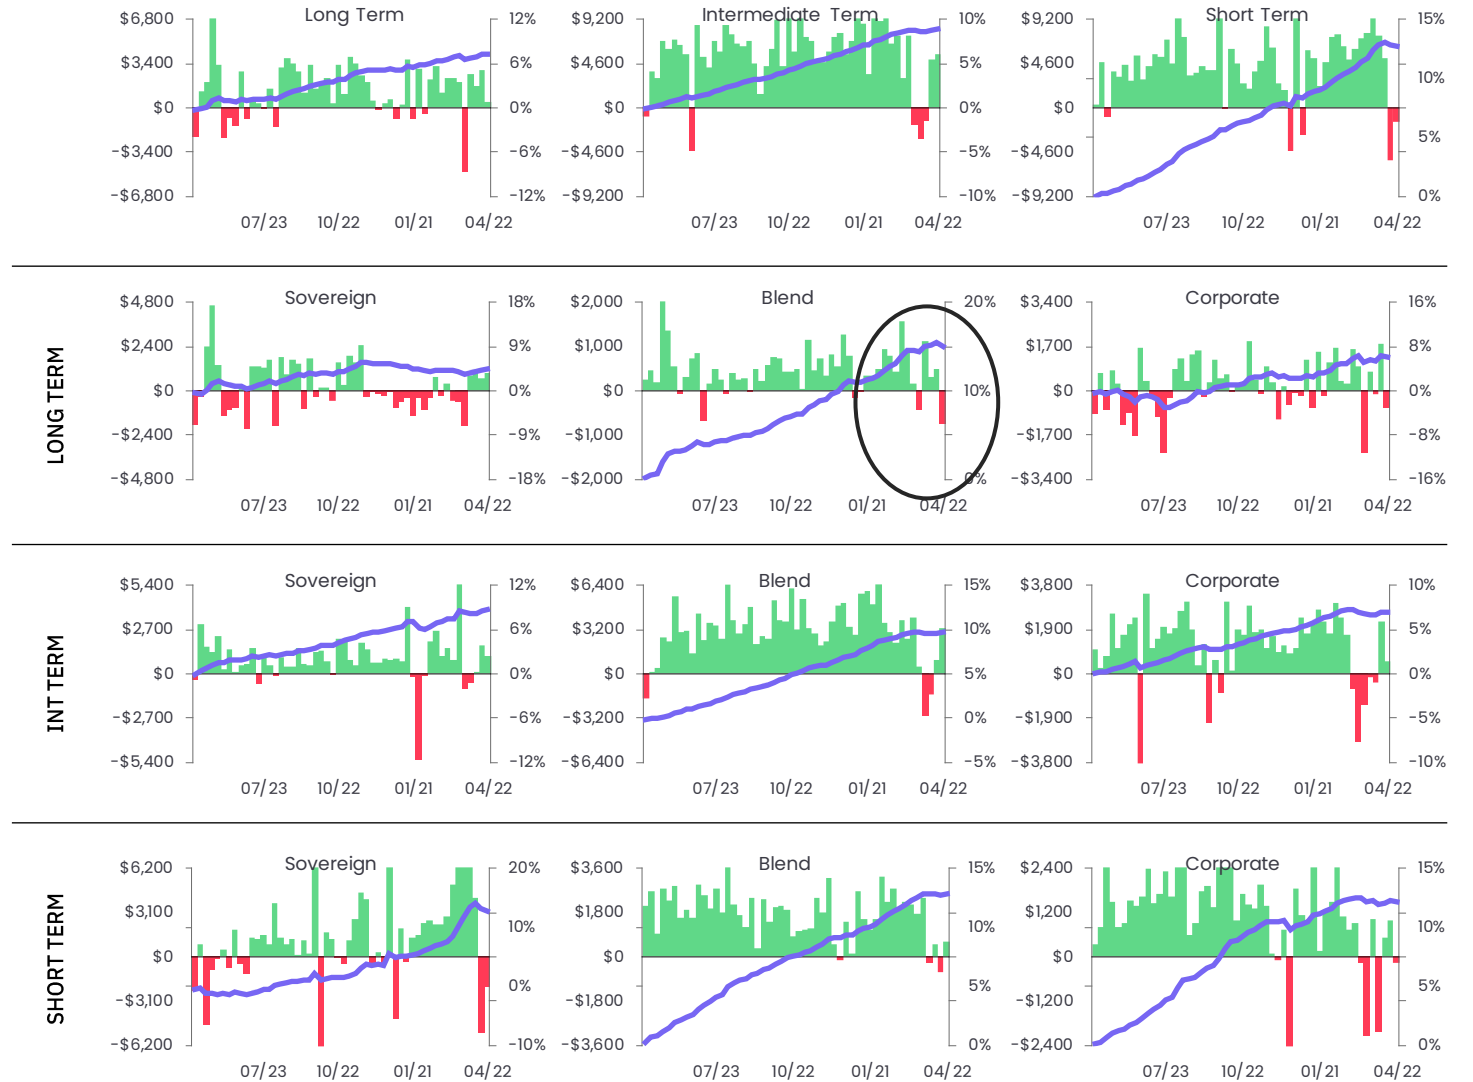 Long Term Intermediate Term Short Term
$6,800 12% $9,200 10% $9,200 15%
$3,400 6% $4,600 5% $4,600 10%
$0 0% $0 0% $0
-$3,400 -6% -$4,600 -5% -$4,600 5%
-$6,800 -12% -$9,200 -10% -$9,200 0%
07/23 10/22 01/21 04/22 07/23 10/22 01/21 04/22 07/23 10/22 01/21 04/22
LONG TERM
Sovereign Blend Corporate
$4,800 18% $2,000 20% $3,400 16%
$2,400 9% $1,000 $1,700 8%
$0 0% $0 10% $0 0%
-$2,400 -9% -$1,000 -$1,700 -8%
-$4,800 -18% -$2,000 0% -$3,400 -16%
07/23 10/22 01/21 04/22 07/23 10/22 01/21 04/22 07/23 10/22 01/21 04/22
INT TERM
Sovereign Blend Corporate
$5,400 12% $6,400 15% $3,800 10%
$2,700 6% $3,200 10% $1,900 5%
$0 0% $0 5% $0 0%
-$2,700 -6% -$3,200 0% -$1,900 -5%
-$5,400 -12% -$6,400 -5% -$3,800 -10%
07/23 10/22 01/21 04/22 07/23 10/22 01/21 04/22 07/23 10/22 01/21 04/22
SHORT TERM
Sovereign Blend Corporate
$6,200 20% $3,600 15% $2,400 15%
$3,100 10% $1,800 10% $1,200 10%
$0 0% $0 5% $0 5%
-$3,100 -$1,800 -$1,200
-$6,200 -10% -$3,600 0% -$2,400 0%
07/23 10/22 01/21 04/22 07/23 10/22 01/21 04/22 07/23 10/22 01/21 04/22